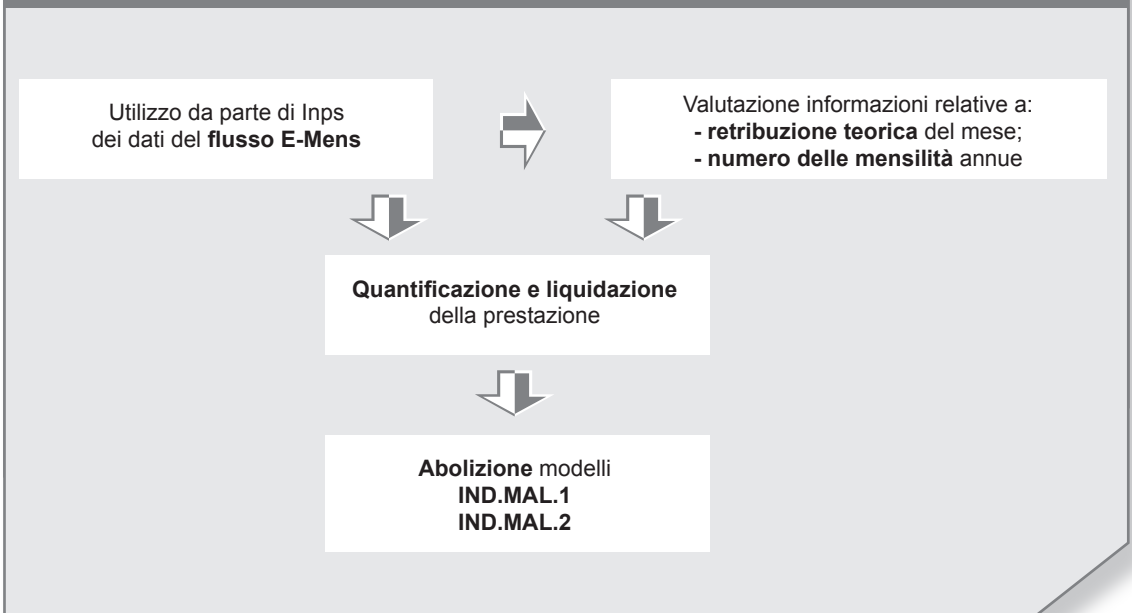 Utilizzo da parte di Inps
dei dati del flusso E-Mens
Valutazione informazioni relative a:
- retribuzione teorica del mese;
- numero delle mensilità annue
Quantificazione e liquidazione
della prestazione
Abolizione modelli
IND.MAL.1
IND.MAL.2